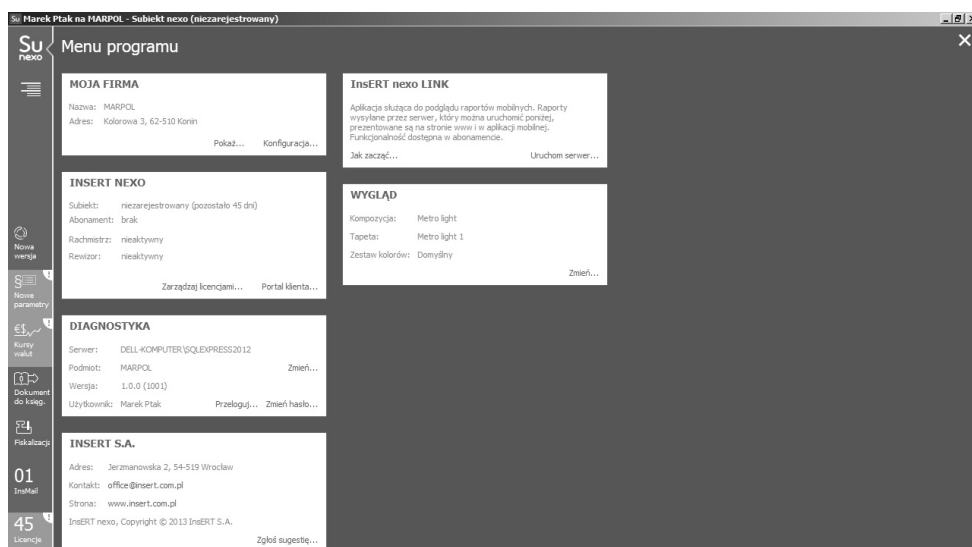 Su Marek Ptak na MARPOL - Subiekt nexo (niezarejestrowany)
Su
nexo
Menu programu
MOJA FIRMA
Nazwa: MARPOL
Adres: Kolorowa 3, 62-510 Konin
Pokaż... Konfiguracja...
INSERT NEXO
Subiekt: niezarejestrowany (pozostało 45 dni)
Abonament: brak
Rachmistrz: nieaktywny
Rewizor: nieaktywny
Zarządzaj licencjami... Portal klienta...
DIAGNOSTYKA
Serwer: DELL-KOMPUTER\SQLEXPRESS2012
Podmiot: MARPOL Zmień...
Wersja: 1.0.0 (1001)
Użytkownik: Marek Ptak Przeloguj... Zmień hasło...
INSERT S.A.
Adres: Jerzmanowska 2, 54-519 Wrocław
Kontakt: office@insert.com.pl
Strona: www.insert.com.pl
InsERT nexo, Copyright © 2013 InsERT S.A.
Zgłoś sugestię...
InsERT nexo LINK
Aplikacja służąca do podglądu raportów mobilnych. Raporty
wysyłane przez serwer, który można uruchomić poniżej,
prezentowane są na stronie www i w aplikacji mobilnej.
Funkcjonalność dostępna w abonamencie.
Jak zacząć... Uruchom serwer...
WYGLĄD
Kompozycja: Metro light
Tapeta: Metro light 1
Zestaw kolorów: Domyślny
Zmień...
Nowa
wersja
Nowe
parametry
Kursy
walut
Dokument
do księg.
Fiskalizacja
01
InsMail
45
Licencje